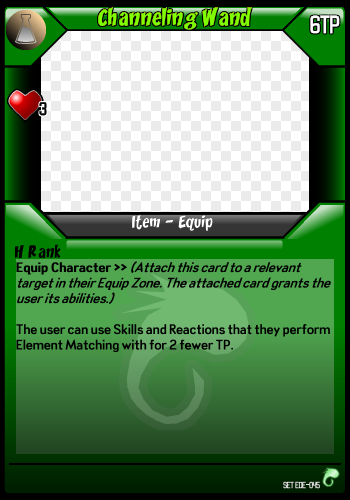 Channeling Wand
6TP
3
Item - Equip
H Rank
Equip Character >> (Attach this card to a relevant
target in their Equip Zone. The attached card grants the
user its abilities.)
The user can use Skills and Reactions that they perform
Element Matching with for 2 fewer TP.
SET EDE-045